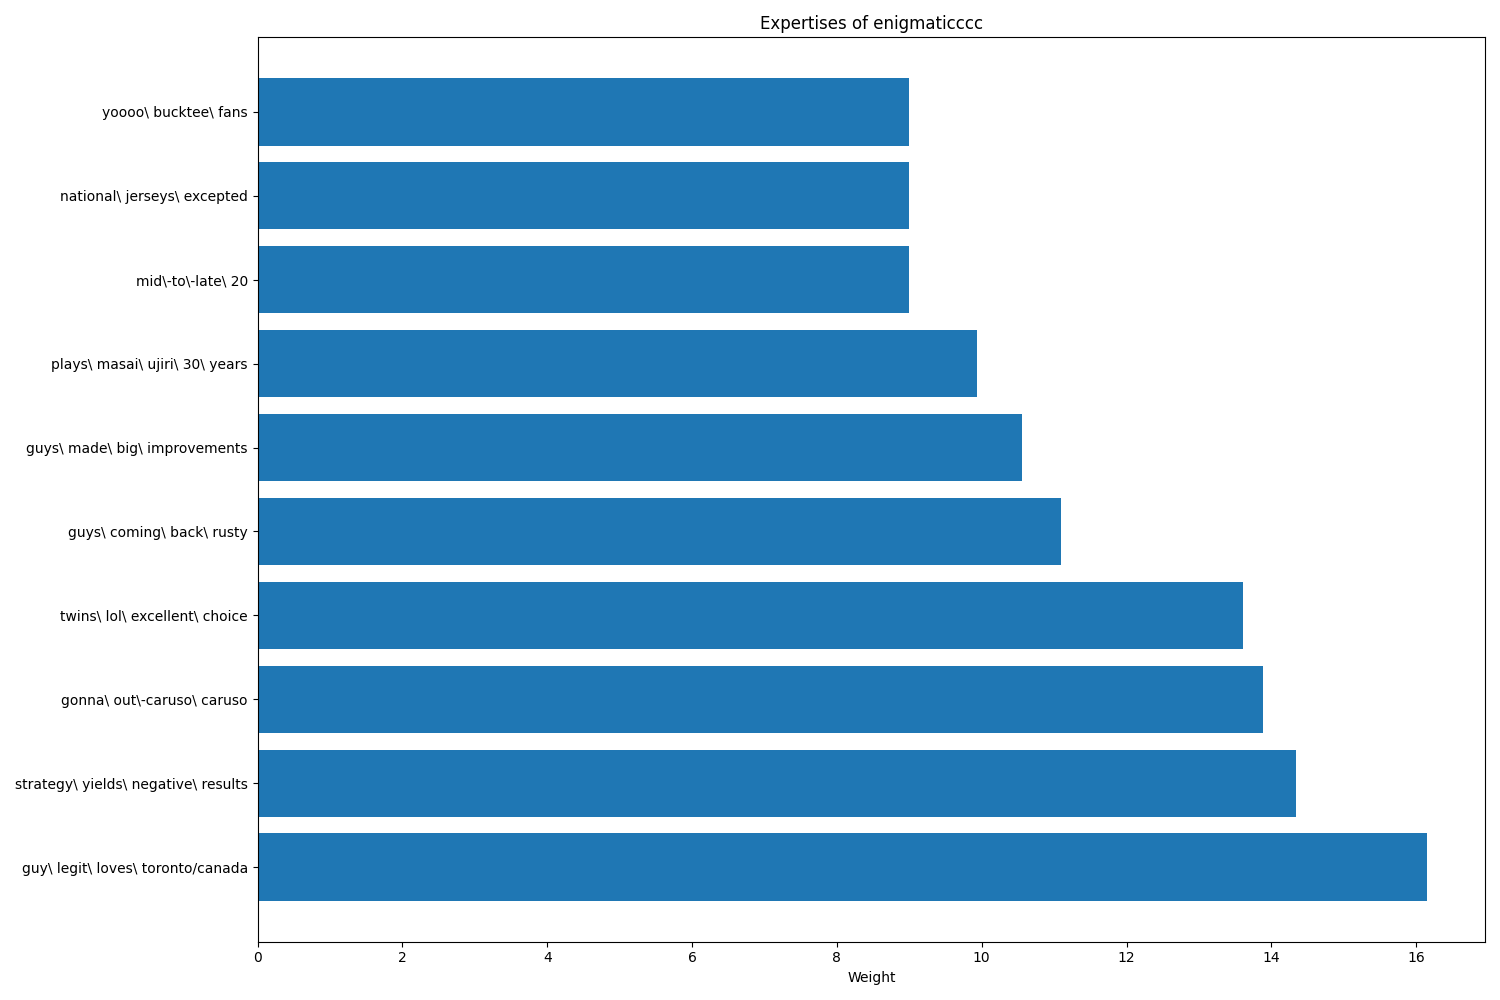 Expertises of enigmaticccc
yoooo\ bucktee\ fans
national\ jerseys\ excepted
mid\-to\-late\ 20
plays\ masai\ ujiri\ 30\ years
guys\ made\ big\ improvements
guys\ coming\ back\ rusty
twins\ lol\ excellent\ choice
gonna\ out\-caruso\ caruso
strategy\ yields\ negative\ results
guy\ legit\ loves\ toronto/canada
0 2 4 6 8 10 12 14 16
Weight